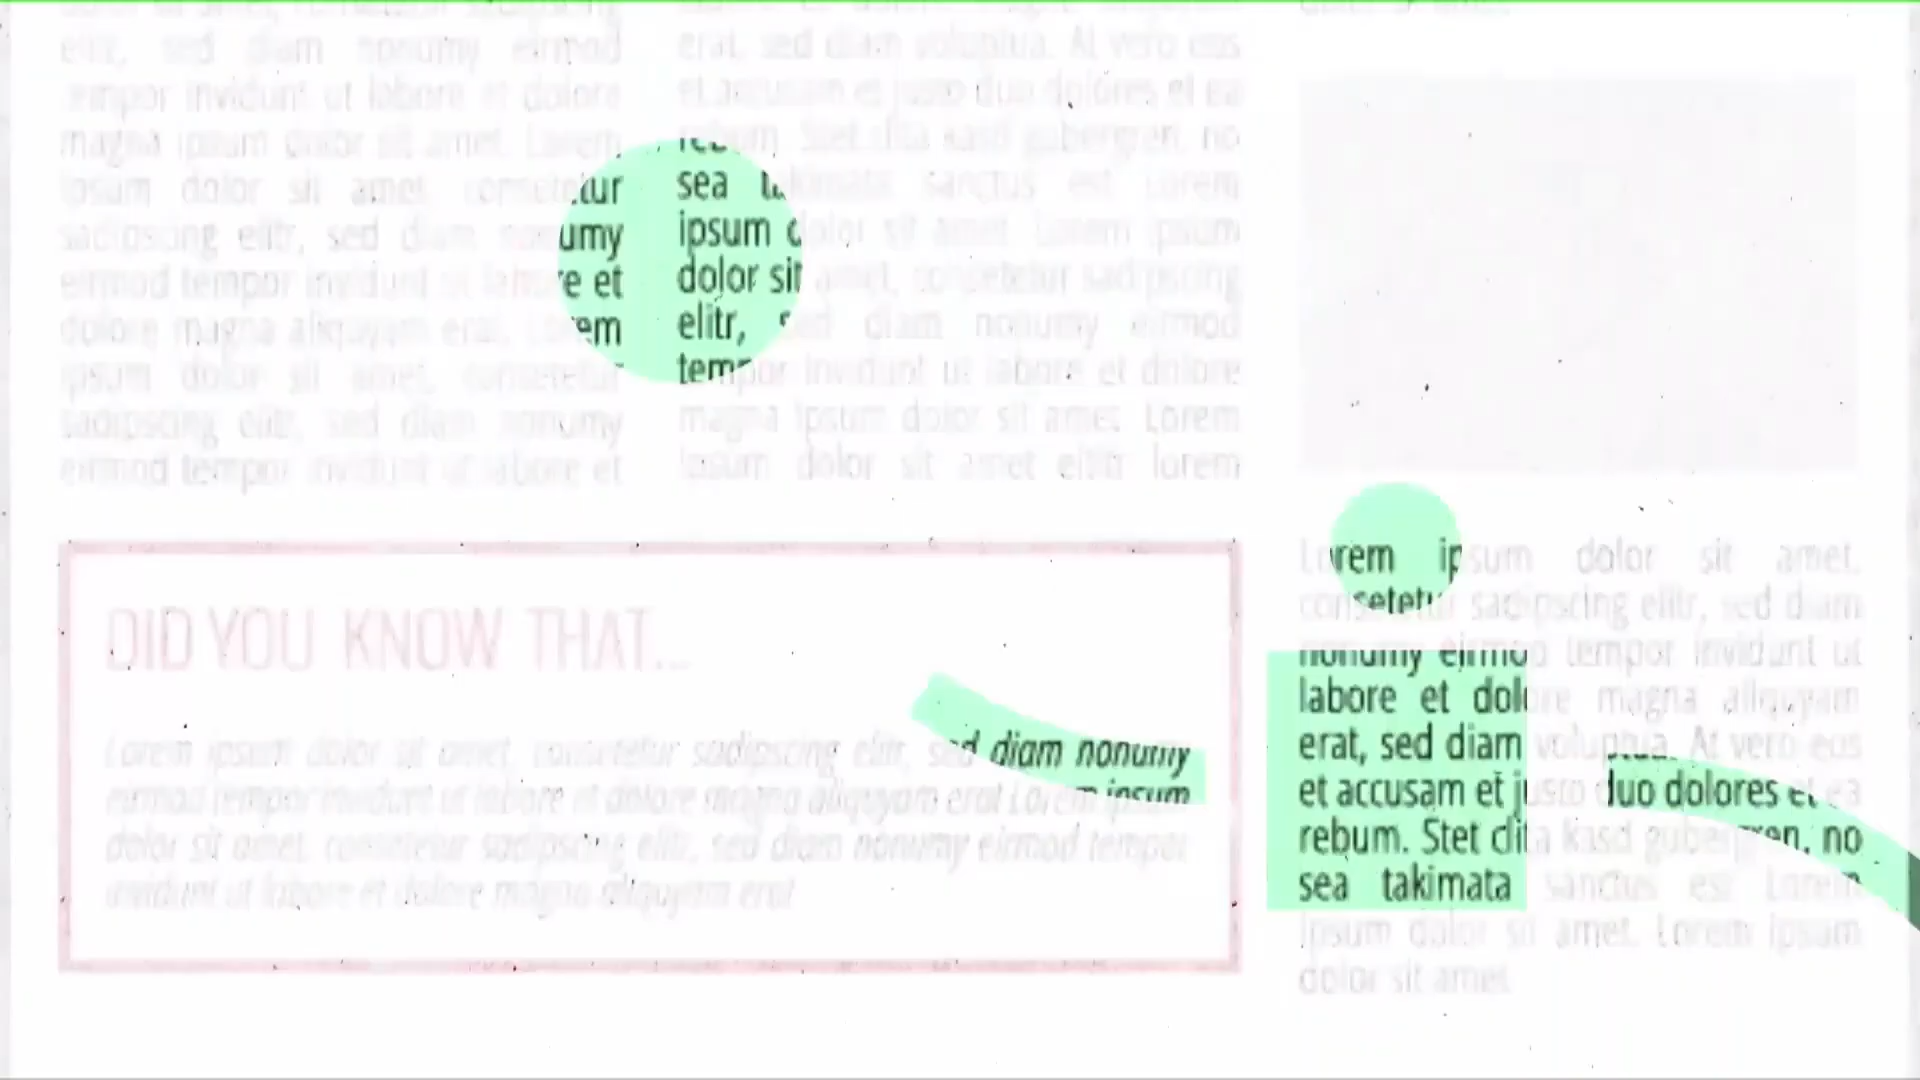 elitr, sed diam nonumy eirmod
tempor invidunt ut labore et dolore
magna ipsum dolor sit amet. Lorem
ipsum dolor sit amet, consetetur
sadipscing elitr, sed diam nonumy
eirmod tempor invidunt ut labore et
dolore magna aliquyam erat. Lorem
ipsum dolor sit amet, consetetur
sadipscing elitr, sed diam nonumy
eirmod tempor invidunt ut labore et
erat, sed diam voluptua. At vero eos
et accusam et justo duo dolores et ea
rebum. Stet clita kasd gubergren, no
sea takimata sanctus est Lorem
ipsum dolor sit amet. Lorem ipsum
dolor sit amet, consetetur sadipscing
elitr, sed diam nonumy eirmod
tempor invidunt ut labore et dolore
magna ipsum dolor sit amet. Lorem
ipsum dolor sit amet elitr lorem
DID YOU KNOW THAT...
Lorem ipsum dolor sit amet, consetetur sadipscing elitr, sed diam nonumy
eirmod tempor invidunt ut labore et dolore magna aliquyam erat Lorem ipsum
dolor sit amet, consetetur sadipscing elitr, sed diam nonumy eirmod tempor
invidunt ut labore et dolore magna aliquyam erat
Lorem ipsum dolor sit amet,
consetetur sadipscing elitr, sed diam
nonumy eirmod tempor invidunt ut
labore et dolore magna aliquyam
erat, sed diam voluptua. At vero eos
et accusam et justo duo dolores et ea
rebum. Stet clita kasd gubergren, no
sea takimata sanctus est Lorem
ipsum dolor sit amet. Lorem ipsum
dolor sit amet